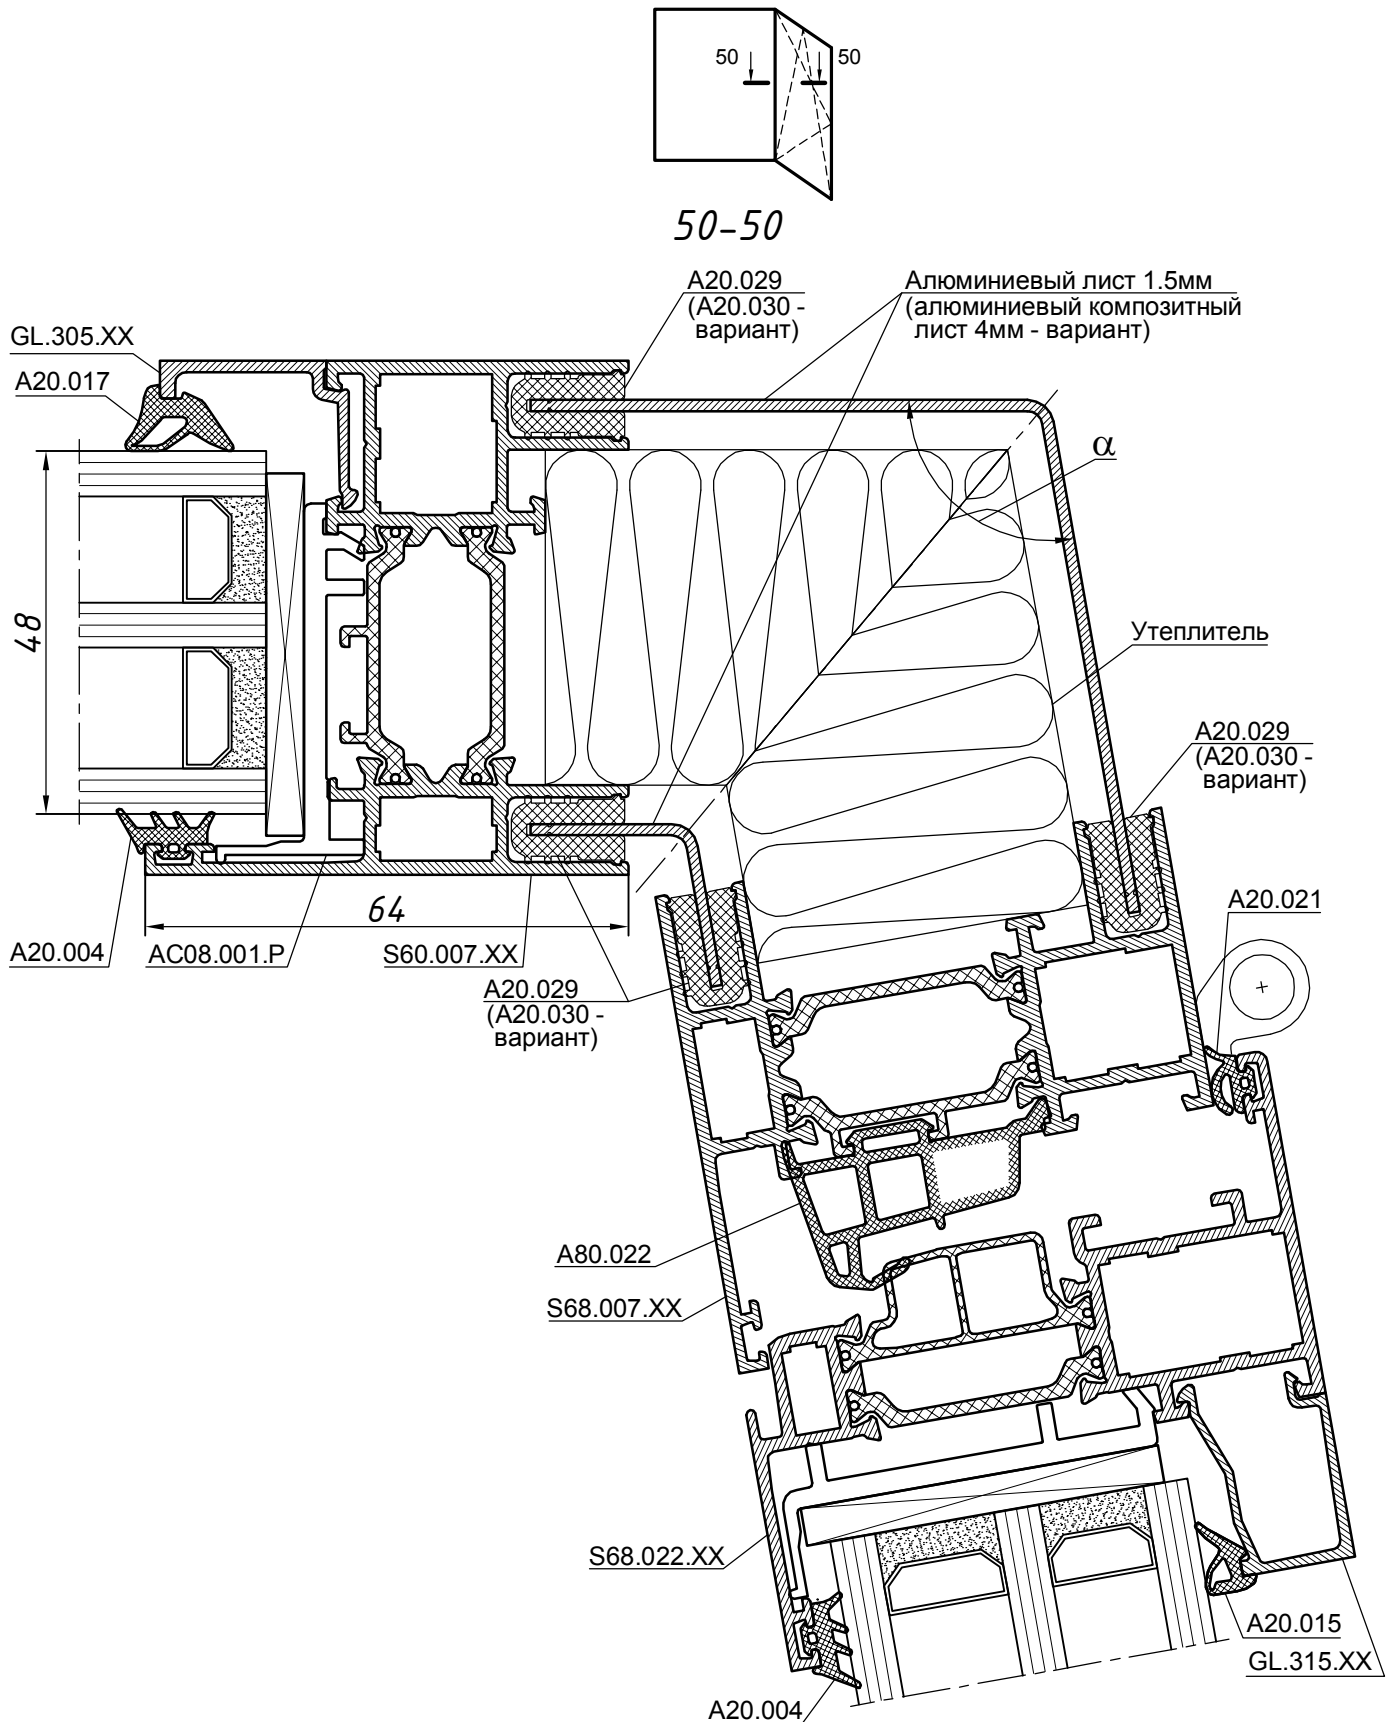 50
50
50-50
A20.029
(A20.030 -
вариант)
Алюминиевый лист 1.5мм
(алюминиевый композитный
лист 4мм - вариант)
GL.305.XX
A20.017
α
48
Утеплитель
A20.029
(A20.030 -
вариант)
64
A20.021
A20.004
AC08.001.P
S60.007.XX
A20.029
(A20.030 -
вариант)
A80.022
S68.007.XX
S68.022.XX
A20.015
GL.315.XX
A20.004